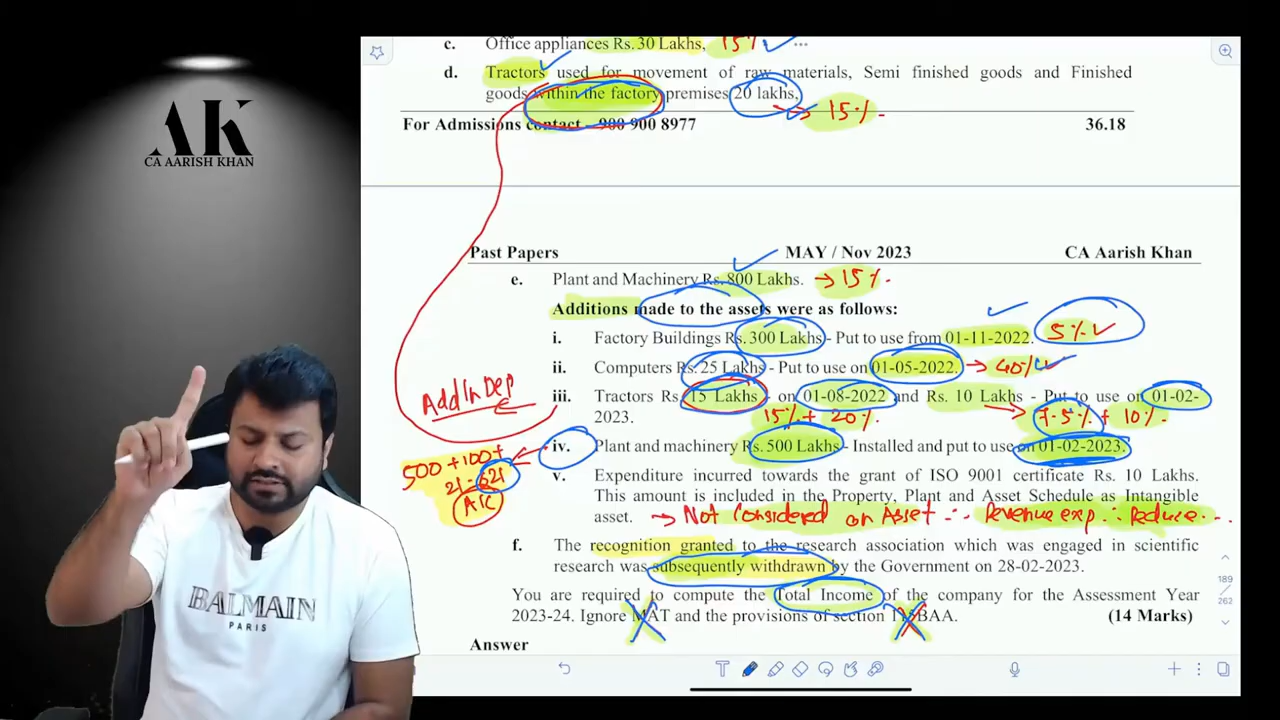 c. Office appliances Rs. 30 Lakhs, 15%
d. Tractors used for movement of raw materials, Semi finished goods and Finished
goods within the factory premises 20 lakhs, → 15%.
For Admissions contact - 900 900 8977 36.18
AK
CA AARISH KHAN
Past Papers MAY / Nov 2023 CA Aarish Khan
e. Plant and Machinery Rs. 800 Lakhs. → 15%.
Additions made to the assets were as follows:
i. Factory Buildings Rs. 300 Lakhs - Put to use from 01-11-2022. 5%
ii. Computers Rs. 25 Lakhs - Put to use on 01-05-2022. → 40%
iii. Tractors Rs. 15 Lakhs - on 01-08-2022 and Rs. 10 Lakhs - Put to use on 01-02-
2023. 15% + 20%. 7.5% + 10%.
Addln Dep
iv. Plant and machinery Rs. 500 Lakhs - Installed and put to use on 01-02-2023.
500 + 100 +
21 - 621
A/c
v. Expenditure incurred towards the grant of ISO 9001 certificate Rs. 10 Lakhs.
This amount is included in the Property, Plant and Asset Schedule as Intangible
asset. → Not Considered an Asset ∴ Revenue exp ∴ Reduce...
f. The recognition granted to the research association which was engaged in scientific
research was subsequently withdrawn by the Government on 28-02-2023.
You are required to compute the Total Income of the company for the Assessment Year
2023-24. Ignore MAT and the provisions of section 115BAA. (14 Marks)
Answer
BALMAIN
PARIS
189
262